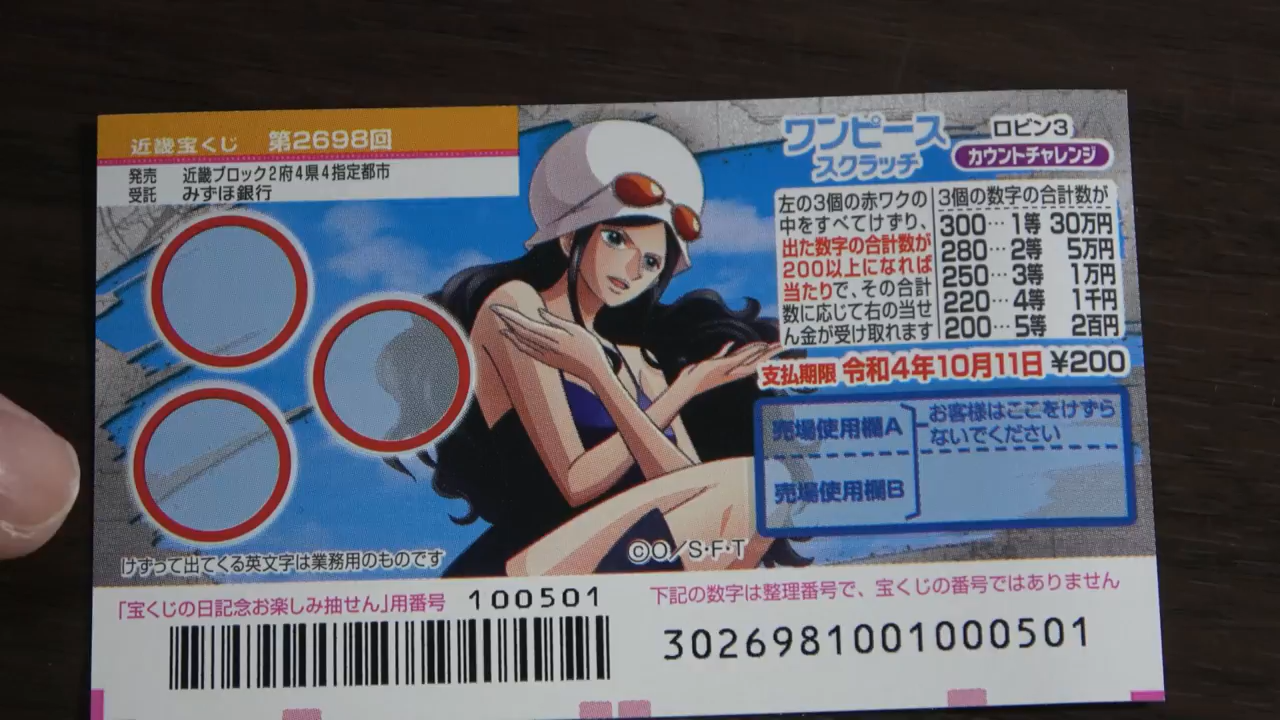 近畿宝くじ 第2698回
発売 近畿ブロック2府4県4指定都市
受託 みずほ銀行
ワンピース
スクラッチ
ロビン3
カウントチャレンジ
左の3個の赤ワクの
中をすべてけずり、
出た数字の合計数が
200以上になれば
当たりで、その合計
数に応じて右の当せ
ん金が受け取れます
3個の数字の合計数が
300…1等 30万円
280…2等 5万円
250…3等 1万円
220…4等 1千円
200…5等 2百円
支払期限 令和4年10月11日 ¥200
売場使用欄A
お客様はここをけずら
ないでください
売場使用欄B
©O/S・F・T
けずって出てくる英文字は業務用のものです
「宝くじの日記念お楽しみ抽せん」用番号 100501
下記の数字は整理番号で、宝くじの番号ではありません
30269810010000501